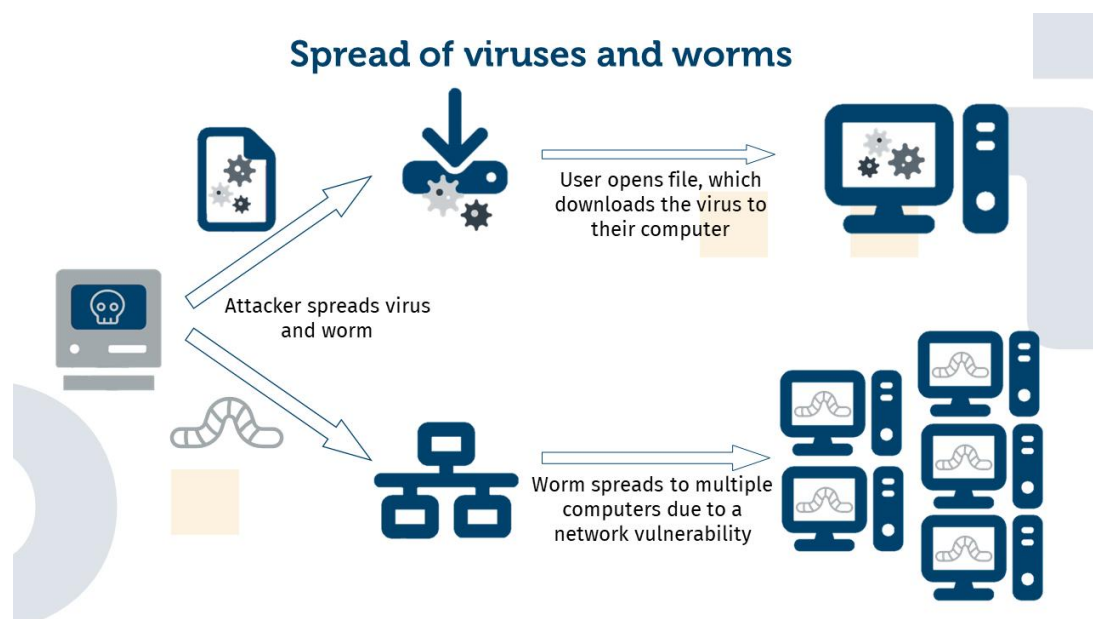 Spread of viruses and worms
User opens file, which
downloads the virus to
their computer
Attacker spreads virus
and worm
Worm spreads to multiple
computers due to a
network vulnerability